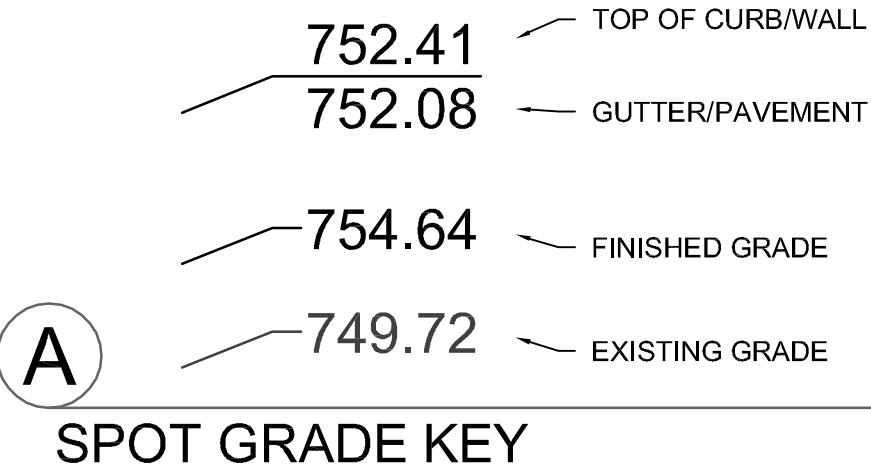 752.41 TOP OF CURB/WALL
752.08 GUTTER/PAVEMENT
754.64 FINISHED GRADE
749.72 EXISTING GRADE
A
SPOT GRADE KEY